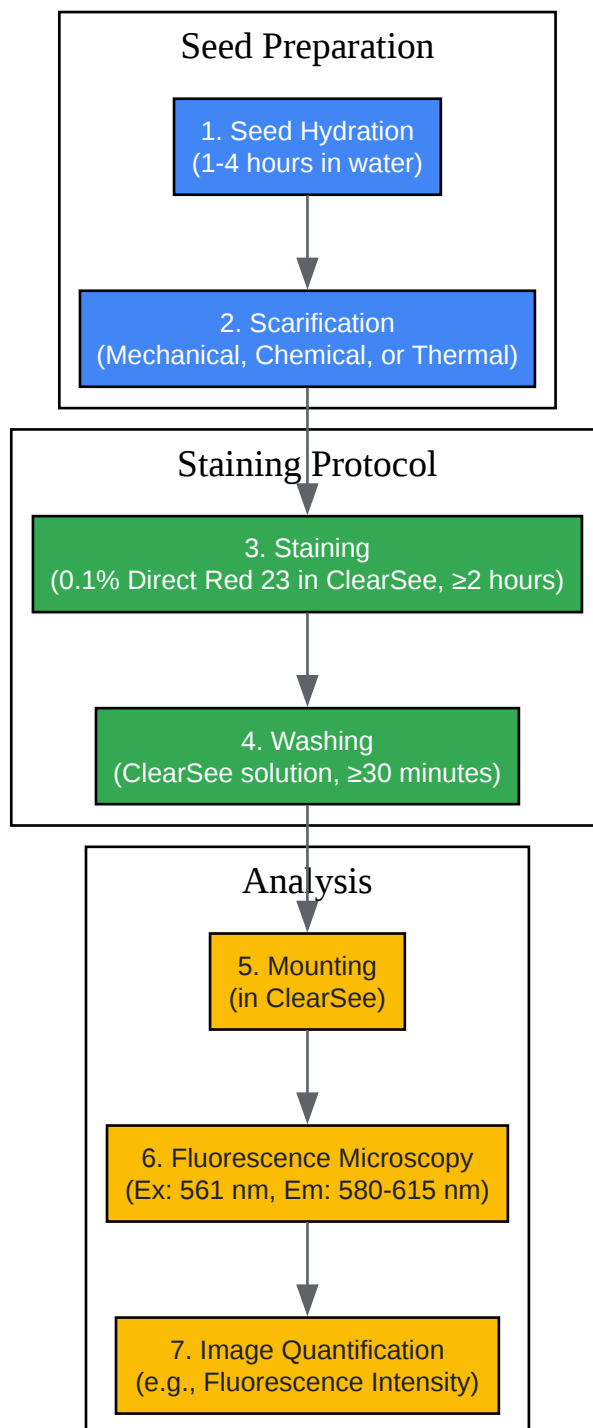 Seed Preparation
1. Seed Hydration
(1-4 hours in water)
2. Scarification
(Mechanical, Chemical, or Thermal)
Staining Protocol
3. Staining
(0.1% Direct Red 23 in ClearSee, ≥2 hours)
4. Washing
(ClearSee solution, ≥30 minutes)
Analysis
5. Mounting
(in ClearSee)
6. Fluorescence Microscopy
(Ex: 561 nm, Em: 580-615 nm)
7. Image Quantification
(e.g., Fluorescence Intensity)